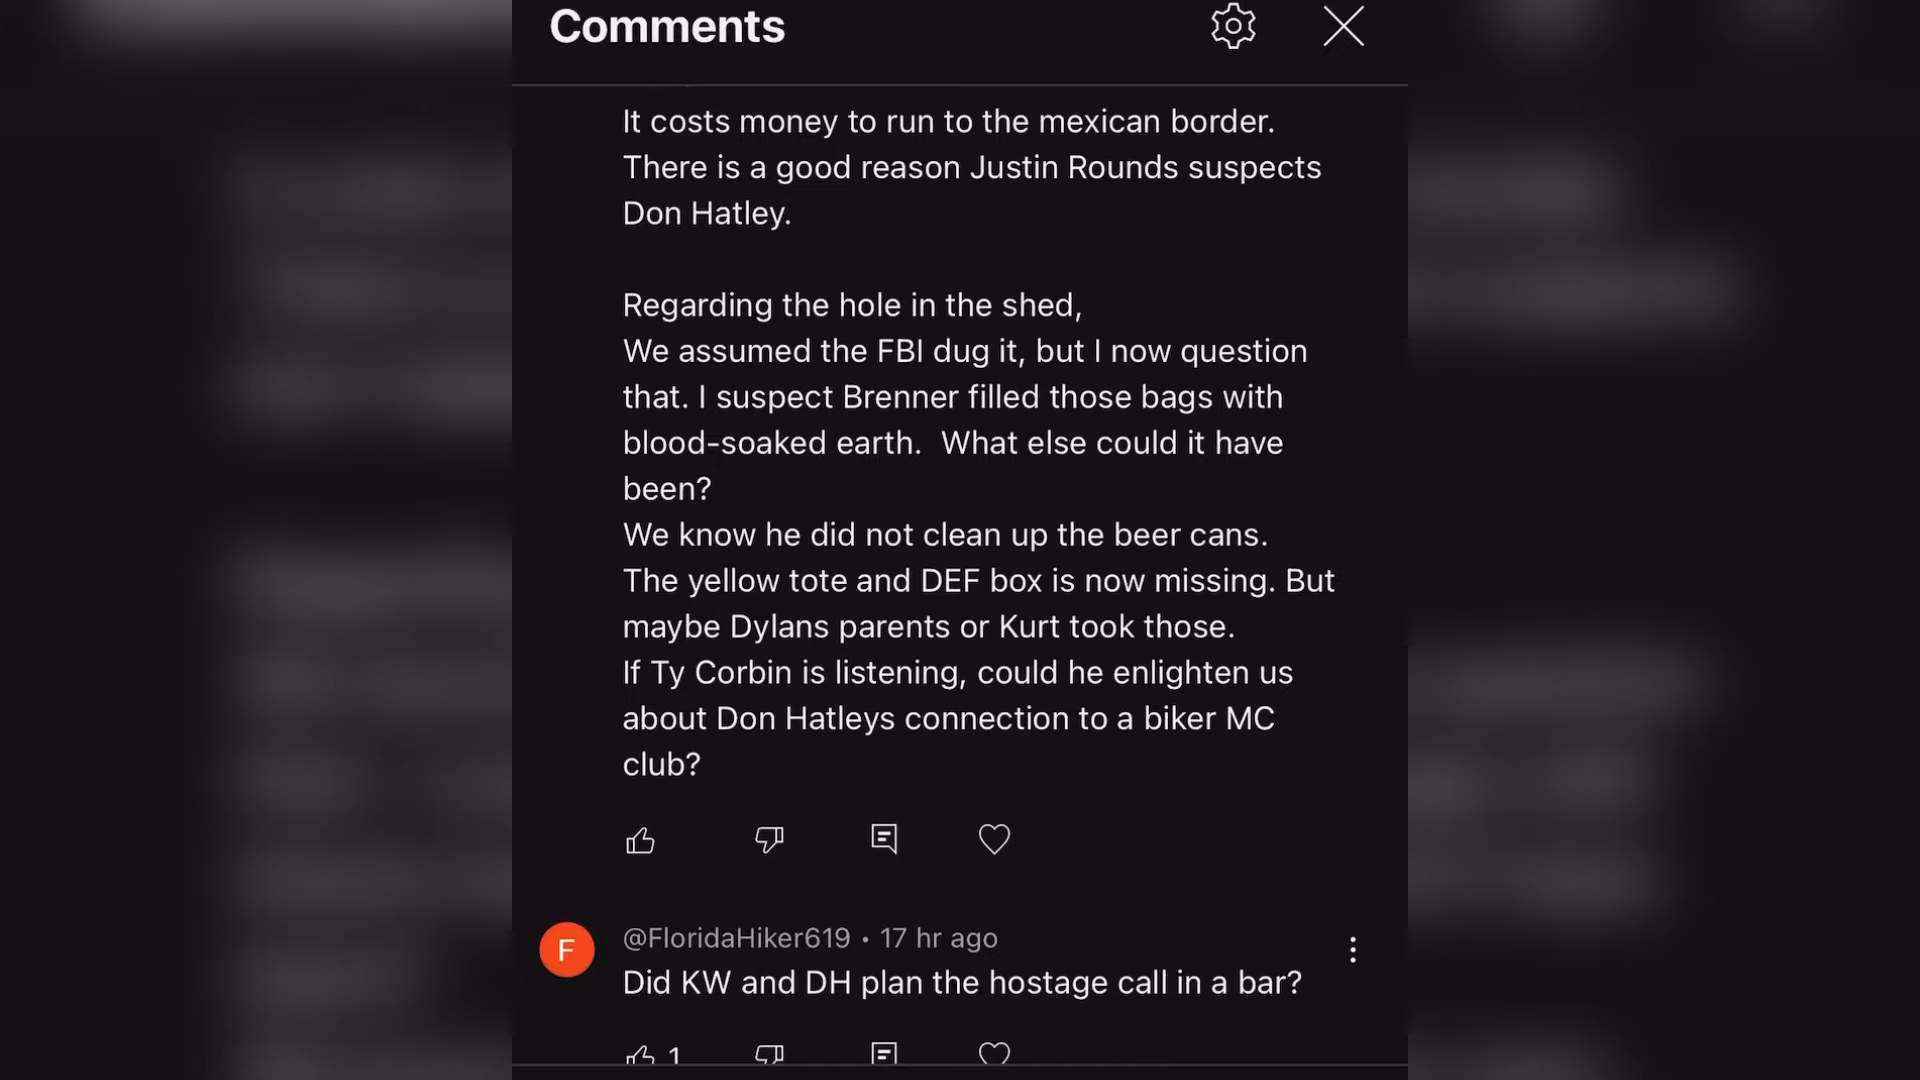 Comments
It costs money to run to the mexican border.
There is a good reason Justin Rounds suspects
Don Hatley.
Regarding the hole in the shed,
We assumed the FBI dug it, but I now question
that. I suspect Brenner filled those bags with
blood-soaked earth.  What else could it have
been?
We know he did not clean up the beer cans.
The yellow tote and DEF box is now missing. But
maybe Dylans parents or Kurt took those.
If Ty Corbin is listening, could he enlighten us
about Don Hatleys connection to a biker MC
club?
F
@FloridaHiker619 • 17 hr ago
Did KW and DH plan the hostage call in a bar?
1